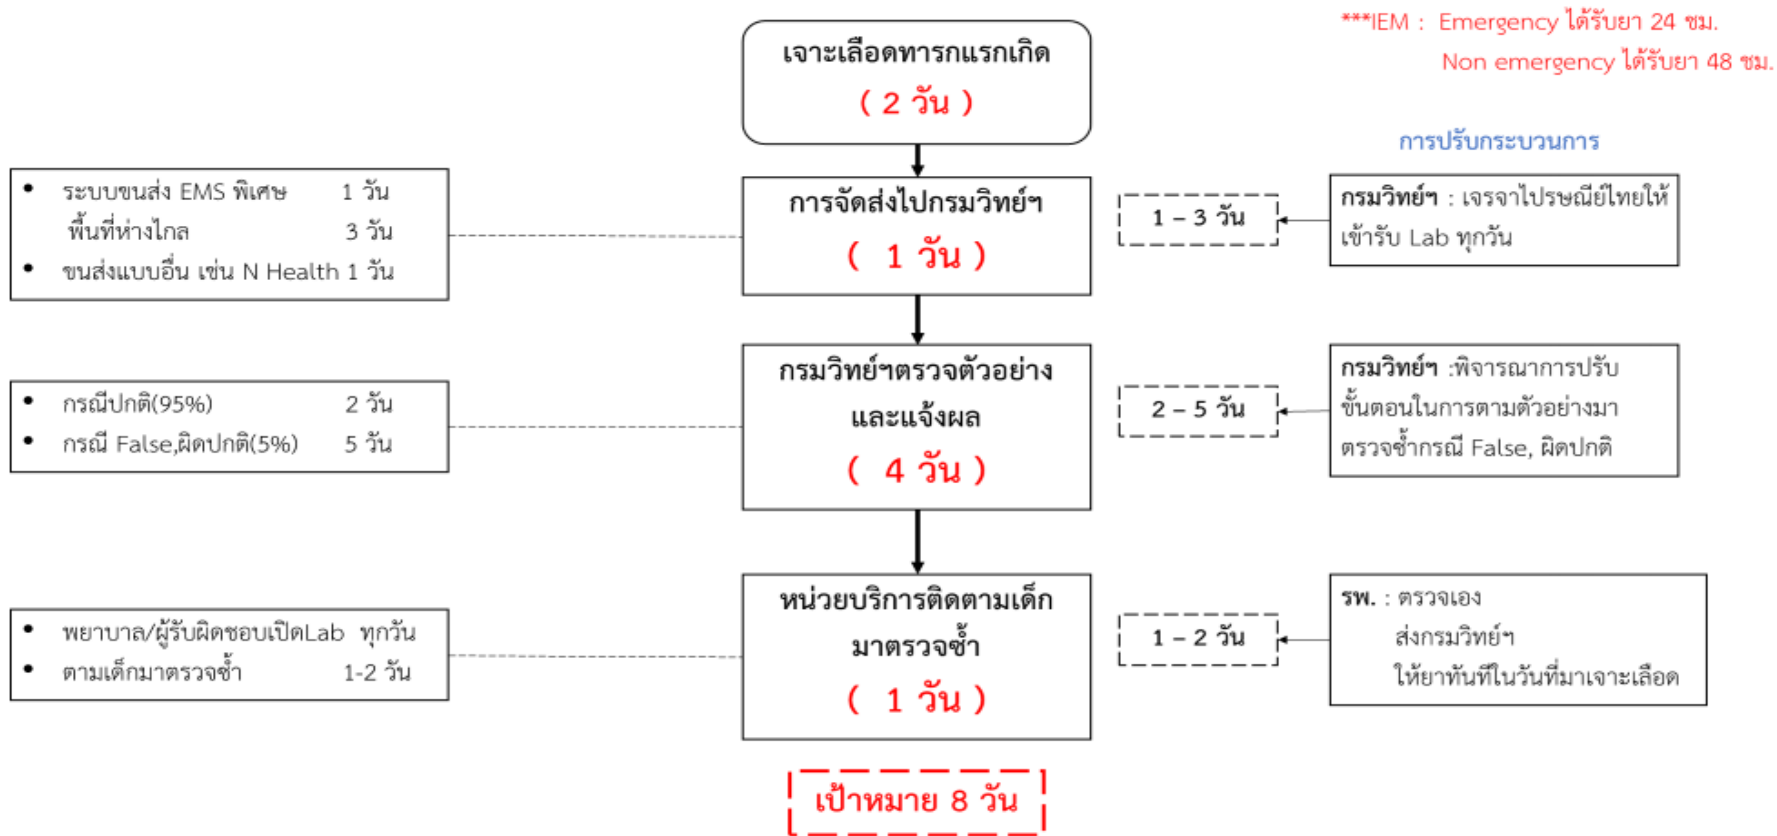 ***IEM : Emergency ได้รับยา 24 ชม.
Non emergency ได้รับยา 48 ชม.
เจาะเลือดทารกแรกเกิด
( 2 วัน )
การปรับกระบวนการ
• ระบบขนส่ง EMS พิเศษ 1 วัน
พื้นที่ห่างไกล 3 วัน
• ขนส่งแบบอื่น เช่น N Health 1 วัน
การจัดส่งไปกรมวิทย์ฯ
( 1 วัน )
1 – 3 วัน
กรมวิทย์ฯ : เจรจาไปรษณีย์ไทยให้
เข้ารับ Lab ทุกวัน
• กรณีปกติ(95%) 2 วัน
• กรณี False,ผิดปกติ(5%) 5 วัน
กรมวิทย์ฯตรวจตัวอย่าง
และแจ้งผล
( 4 วัน )
2 – 5 วัน
กรมวิทย์ฯ :พิจารณาการปรับ
ขั้นตอนในการตามตัวอย่างมา
ตรวจซ้ำกรณี False, ผิดปกติ
• พยาบาล/ผู้รับผิดชอบเปิดLab ทุกวัน
• ตามเด็กมาตรวจซ้ำ 1-2 วัน
หน่วยบริการติดตามเด็ก
มาตรวจซ้ำ
( 1 วัน )
1 – 2 วัน
รพ. : ตรวจเอง
ส่งกรมวิทย์ฯ
ให้ยาทันทีในวันที่มาเจาะเลือด
เป้าหมาย 8 วัน